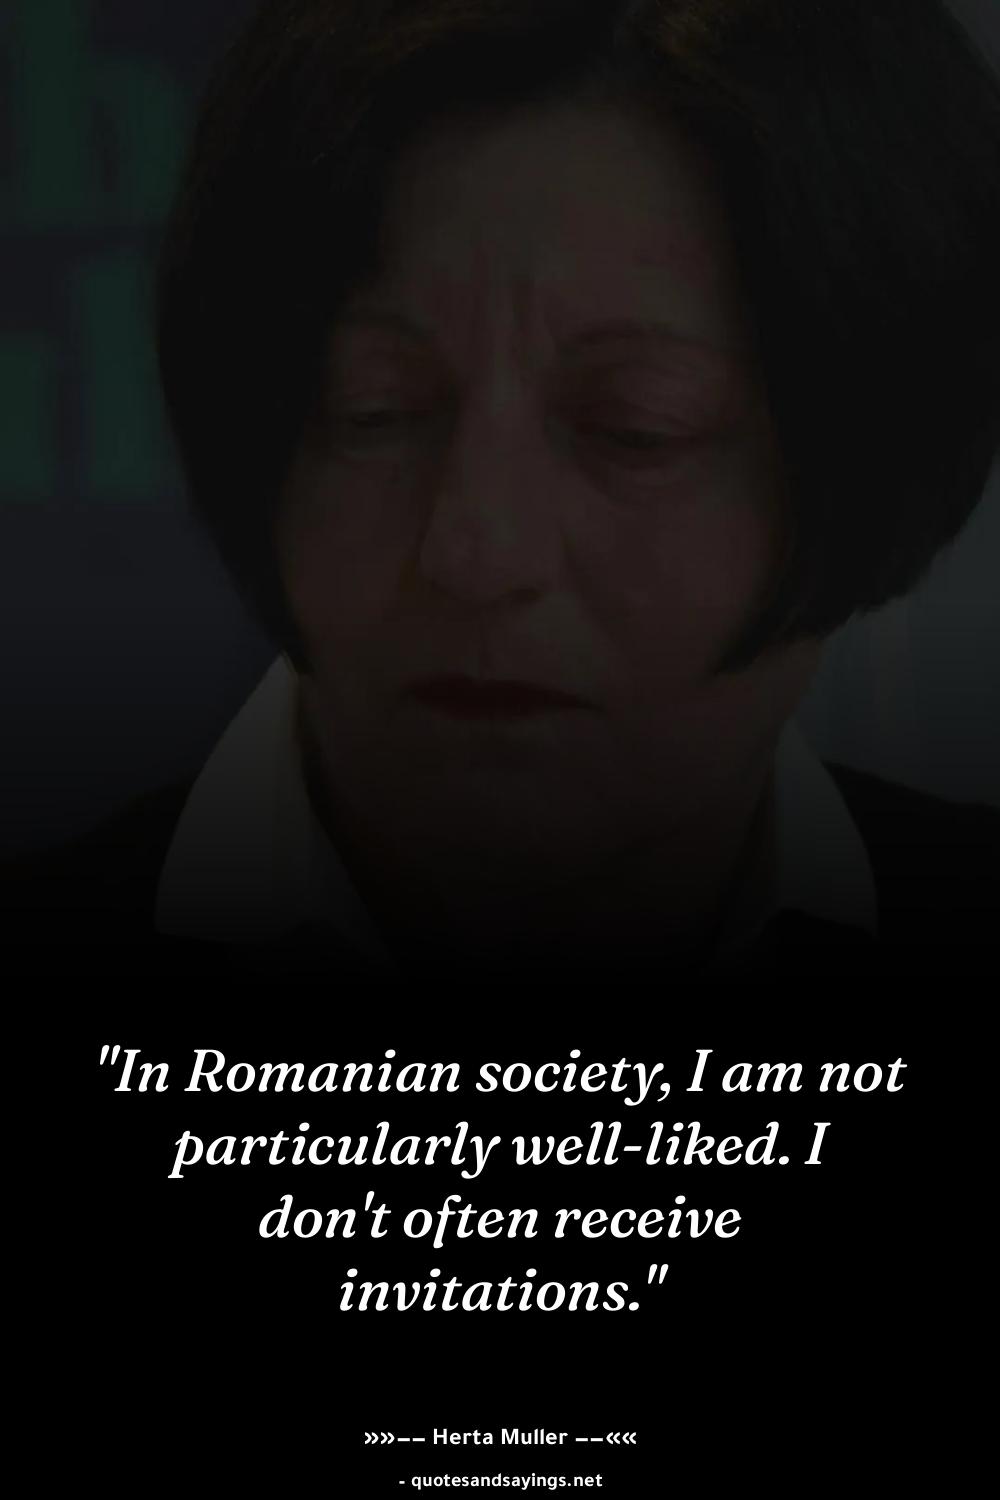 "In Romanian society, I am not
particularly well-liked. I
don't often receive
invitations."
»»–– Herta Muller ––««
- quotesandsayings.net